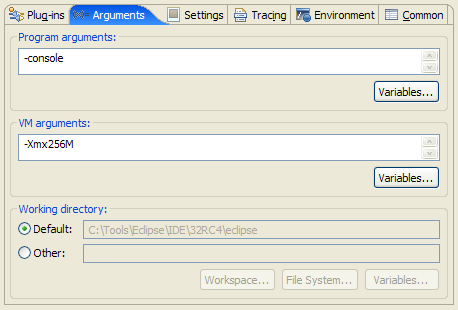 Plug-ins Arguments Settings Tracing Environment Common
Program arguments:
-console
Variables...
VM arguments:
-Xmx256M
Variables...
Working directory:
Default: C:\Tools\Eclipse\IDE\32RC4\eclipse
Other:
Workspace... File System... Variables...